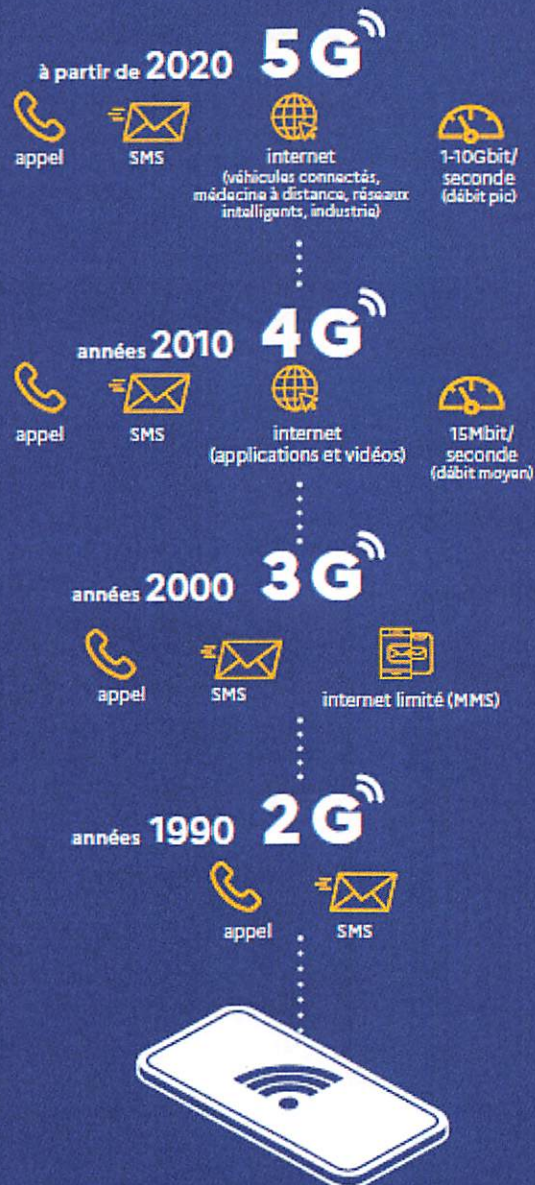 à partir de 2020 5G
appel
SMS
internet
(véhicules connectés,
médecine à distance, réseaux
intelligents, industrie)
1-10Gbit/
seconde
(débit pic)
années 2010 4G
appel
SMS
internet
(applications et vidéos)
15Mbit/
seconde
(débit moyen)
années 2000 3G
appel
SMS
internet limité (MMS)
années 1990 2G
appel
SMS